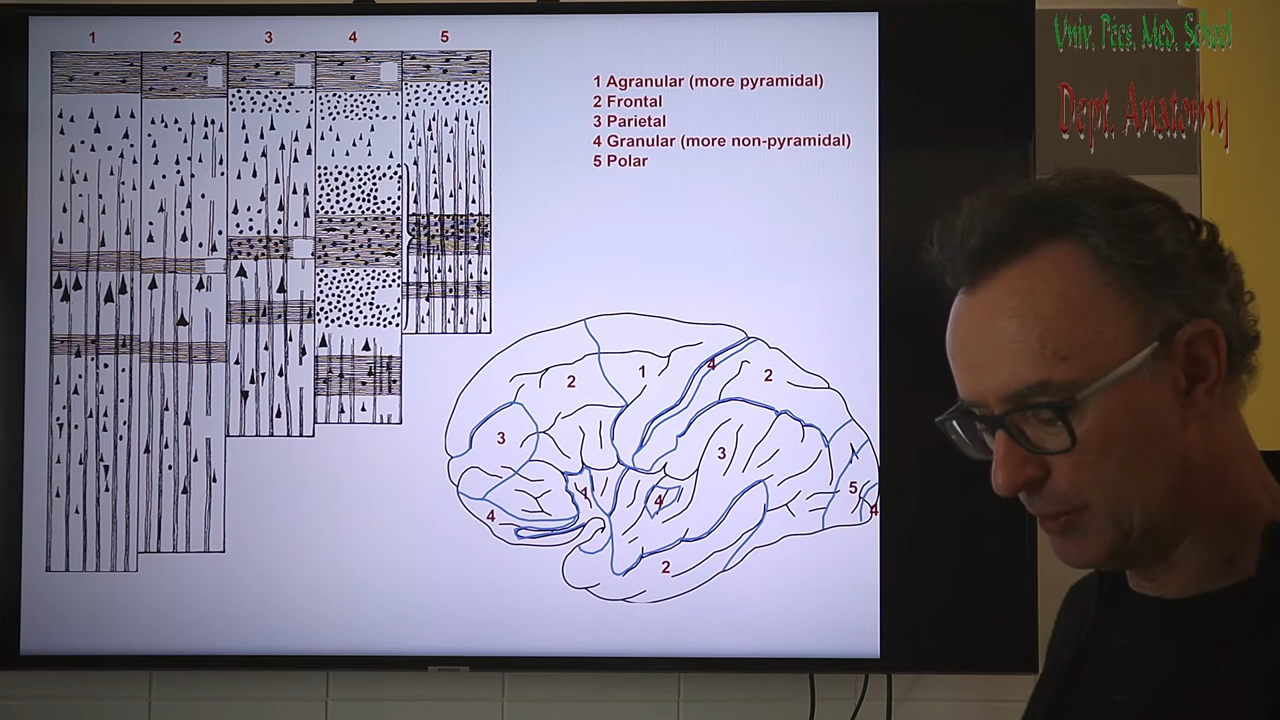 1 2 3 4 5
1 Agranular (more pyramidal)
2 Frontal
3 Parietal
4 Granular (more non-pyramidal)
5 Polar
Univ. Pécs. Med. School
Dept. Anatomy
4
2 1 2
3 3
4 1 4 5 4
2